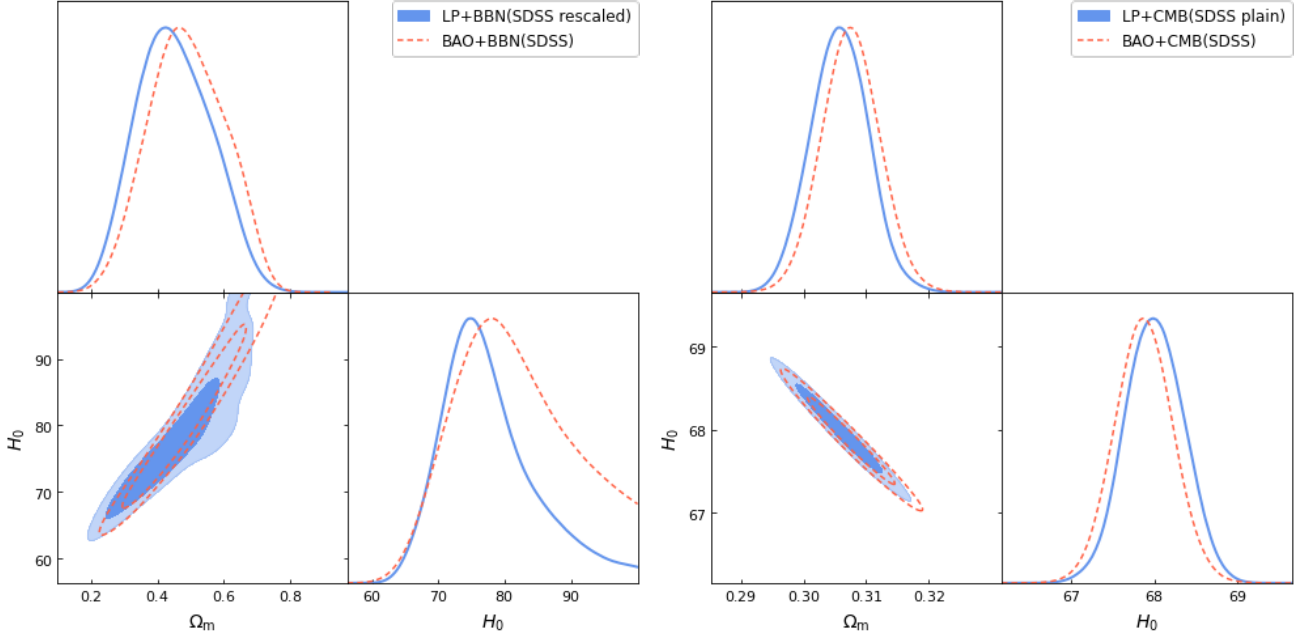 LP+BBN(SDSS rescaled)
BAO+BBN(SDSS)
90
80
70
60
H₀
0.2 0.4 0.6 0.8
Ωₘ
60 70 80 90
H₀
LP+CMB(SDSS plain)
BAO+CMB(SDSS)
69
68
67
H₀
0.29 0.30 0.31 0.32
Ωₘ
67 68 69
H₀